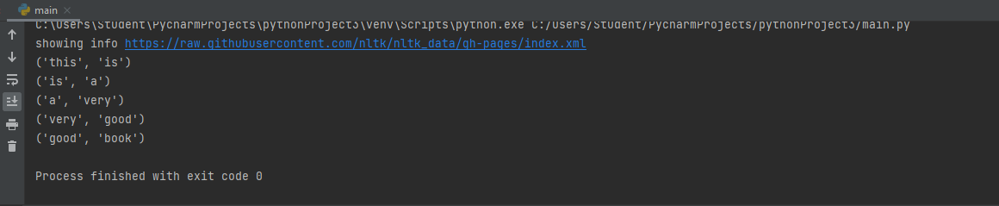 main
C:\Users\Student\PycharmProjects\pythonProject3\venv\Scripts\python.exe C:/Users/Student/PycharmProjects/pythonProject3/main.py
showing info https://raw.githubusercontent.com/nltk/nltk_data/gh-pages/index.xml
('this', 'is')
('is', 'a')
('a', 'very')
('very', 'good')
('good', 'book')
Process finished with exit code 0